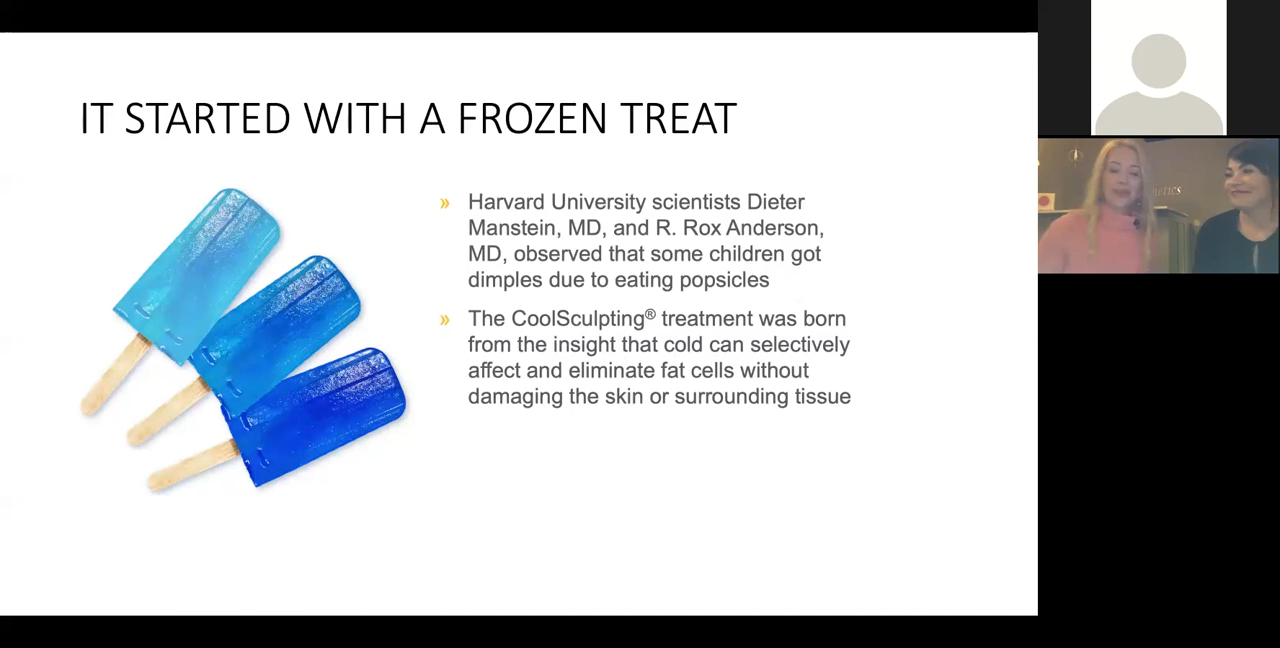 IT STARTED WITH A FROZEN TREAT
» Harvard University scientists Dieter
Manstein, MD, and R. Rox Anderson,
MD, observed that some children got
dimples due to eating popsicles
» The CoolSculpting® treatment was born
from the insight that cold can selectively
affect and eliminate fat cells without
damaging the skin or surrounding tissue